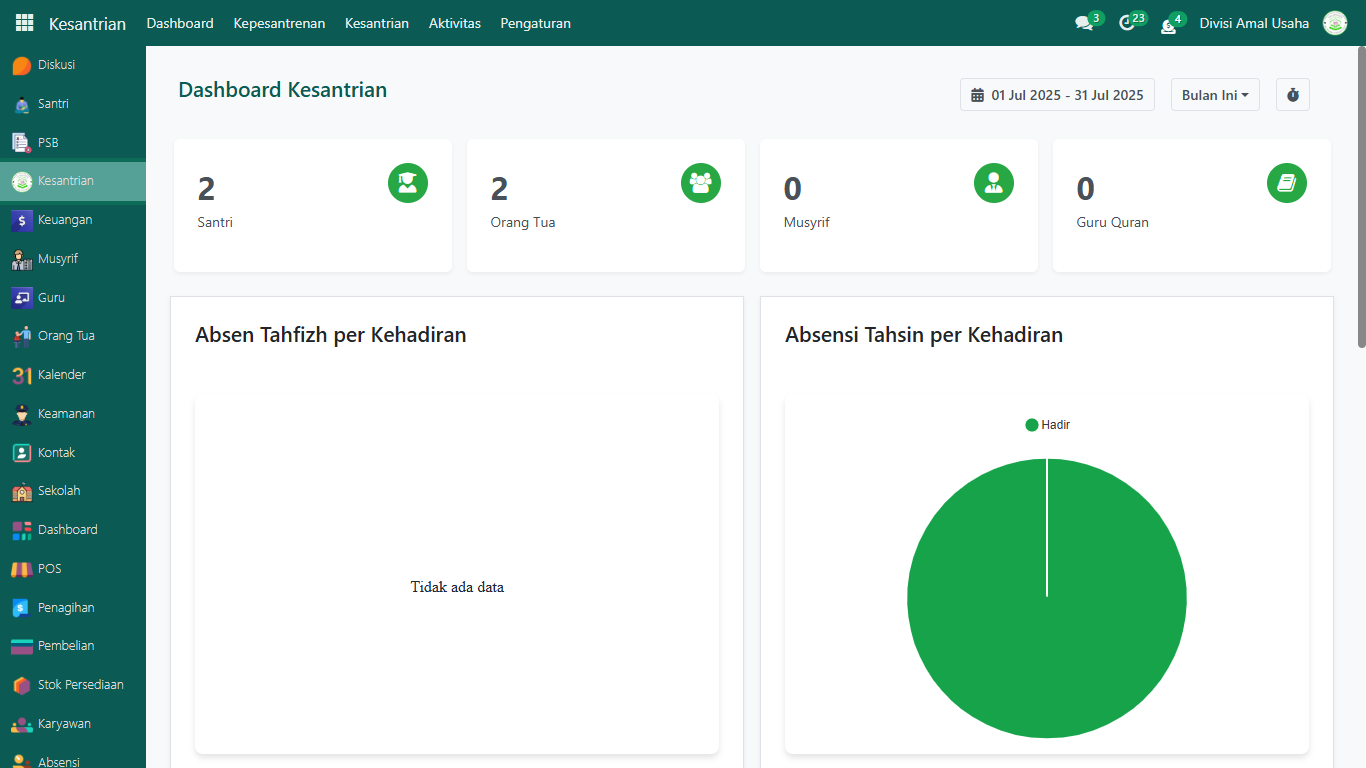 Kesantrian Dashboard Kepesantrenan Kesantrian Aktivitas Pengaturan 3 23 4 Divisi Amal Usaha
Diskusi
Santri
PSB
Kesantrian
Keuangan
Musyrif
Guru
Orang Tua
31 Kalender
Keamanan
Kontak
Sekolah
Dashboard
POS
Penagihan
Pembelian
Stok Persediaan
Karyawan
Absensi
Dashboard Kesantrian
01 Jul 2025 - 31 Jul 2025 Bulan Ini
2
Santri
2
Orang Tua
0
Musyrif
0
Guru Quran
Absen Tahfizh per Kehadiran
Tidak ada data
Absensi Tahsin per Kehadiran
Hadir